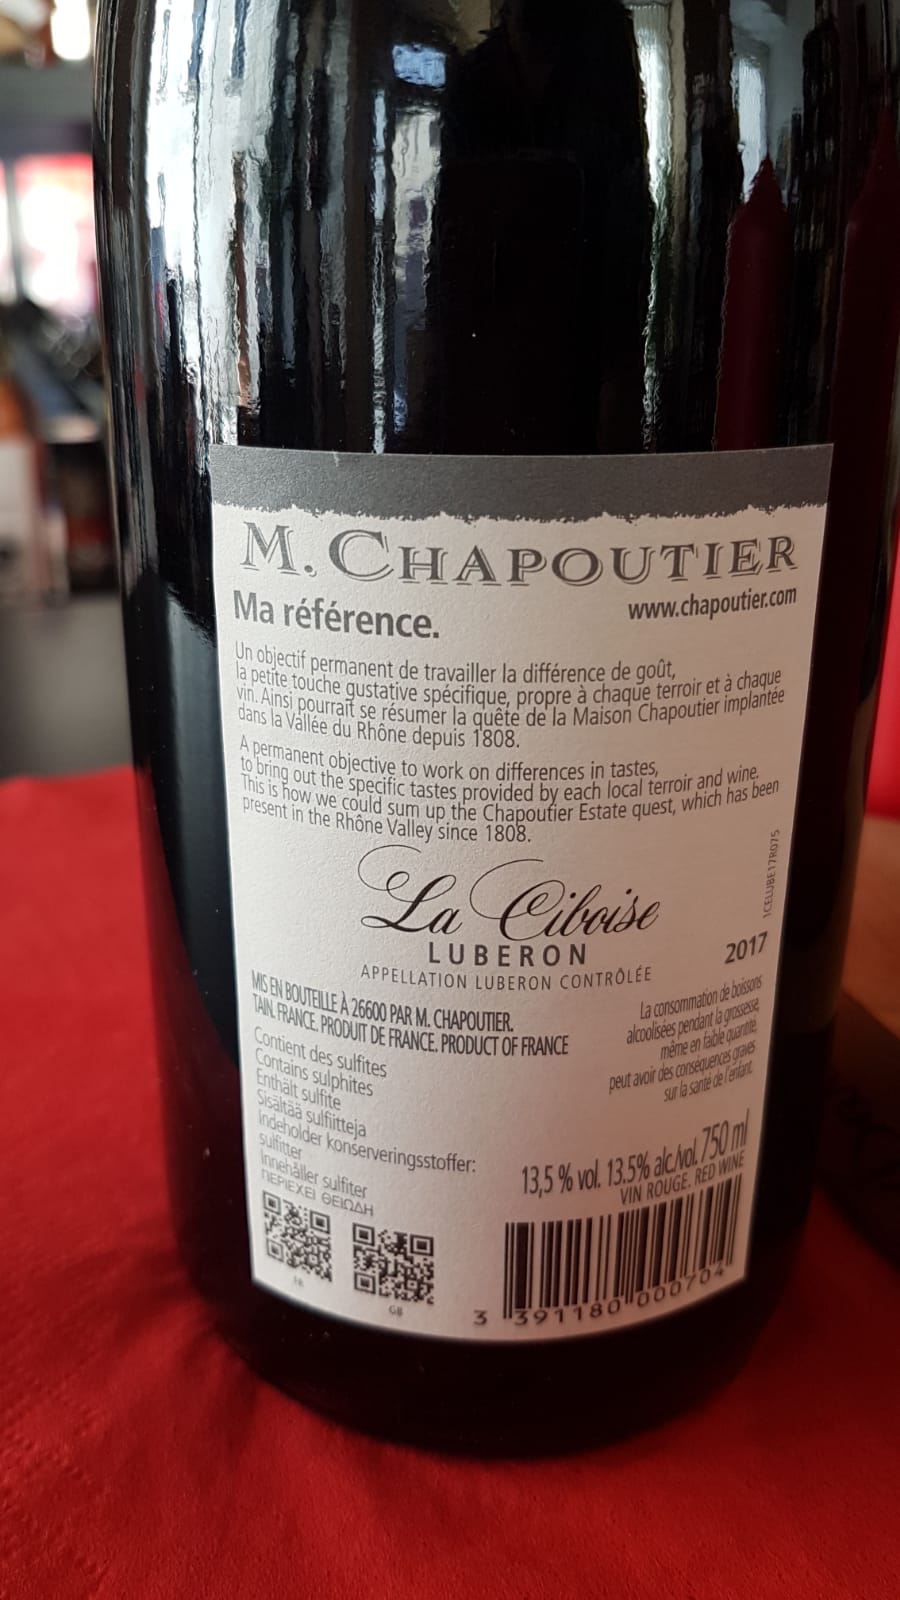 M. CHAPOUTIER
Ma référence.
www.chapoutier.com
Un objectif permanent de travailler la différence de goût,
la petite touche gustative spécifique, propre à chaque terroir et à chaque
vin. Ainsi pourrait se résumer la quête de la Maison Chapoutier implantée
dans la Vallée du Rhône depuis 1808.
A permanent objective to work on differences in tastes,
to bring out the specific tastes provided by each local terroir and wine.
This is how we could sum up the Chapoutier Estate quest, which has been
present in the Rhône Valley since 1808.
1CELUBE17R075
La Ciboise
LUBERON
2017
APPELLATION LUBERON CONTRÔLÉE
MIS EN BOUTEILLE À 26600 PAR M. CHAPOUTIER.
TAIN. FRANCE. PRODUIT DE FRANCE. PRODUCT OF FRANCE
La consommation de boissons
alcoolisées pendant la grossesse,
même en faible quantité,
peut avoir des conséquences graves
sur la santé de l'enfant.
Contient des sulfites
Contains sulphites
Enthält sulfite
Sisältää sulfiitteja
Indeholder konserveringsstoffer:
sulfitter
Innehåller sulfiter
ΠΕΡΙΕΧΕΙ ΘΕΙΩΔΗ
13,5 % vol. 13.5% alc/vol. 750 ml
VIN ROUGE. RED WINE
FR
GB
3 391180 000704